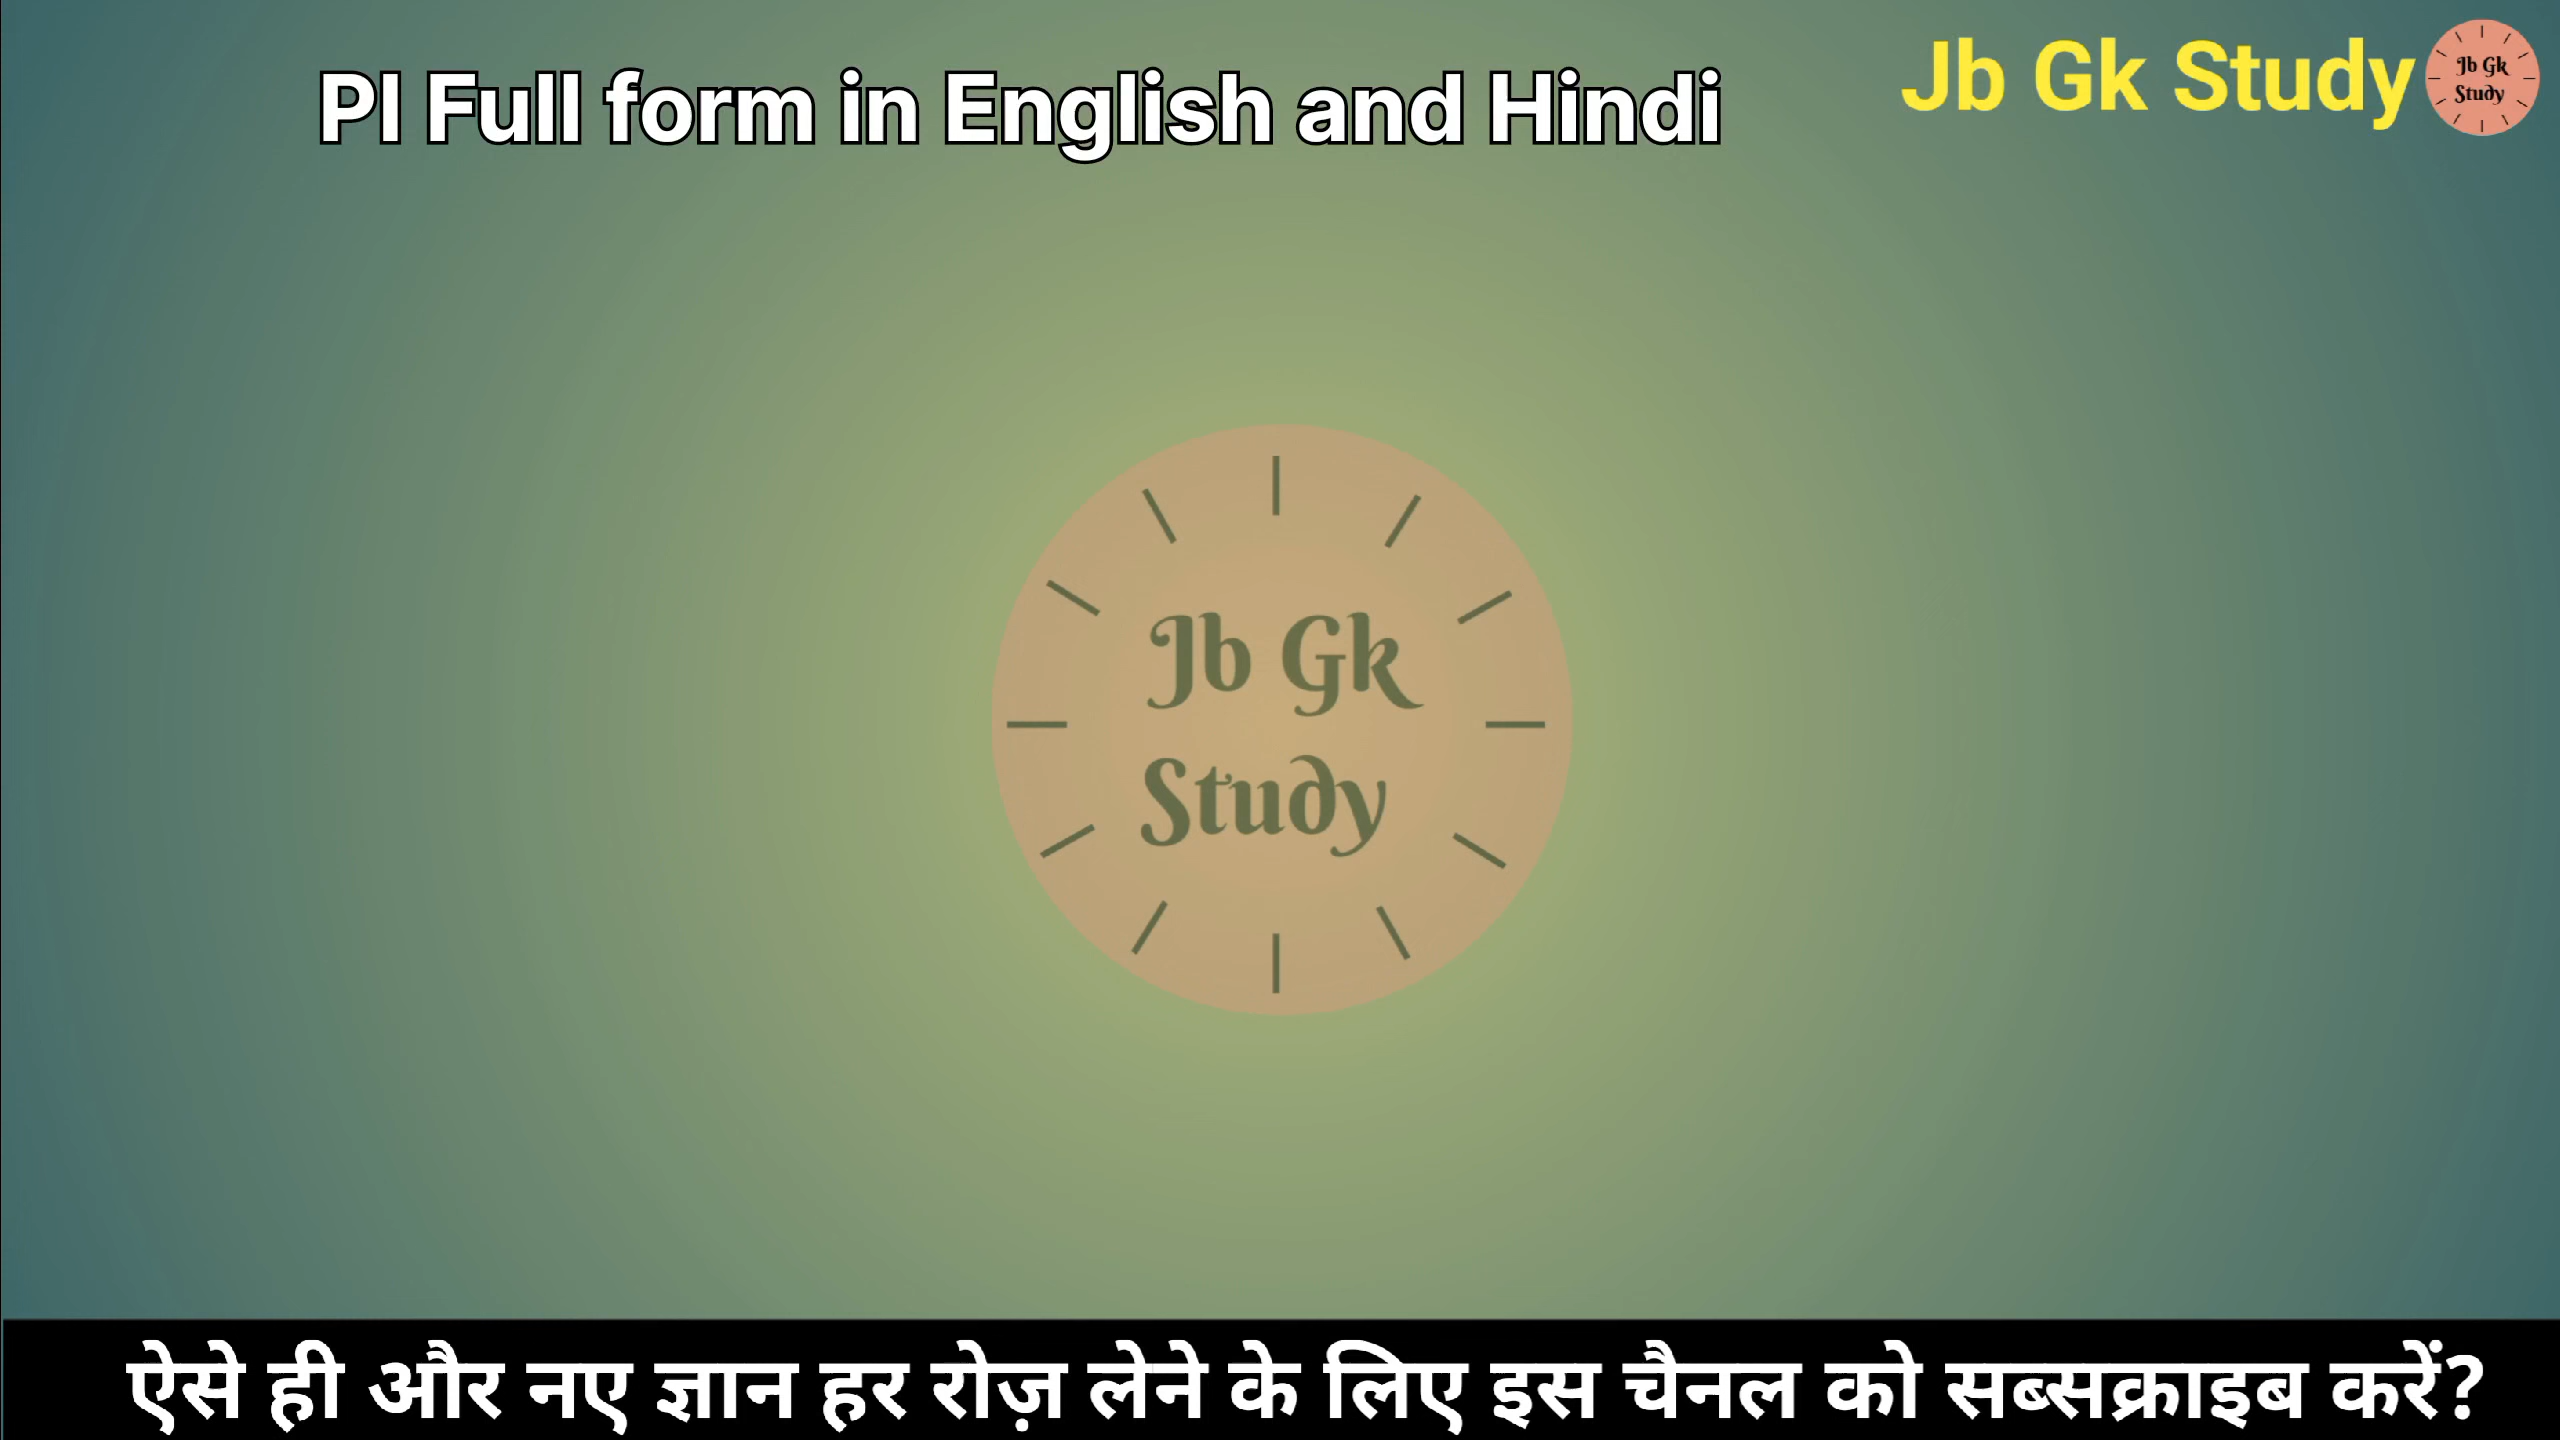 PI Full form in English and Hindi
Jb Gk Study
Jb Gk
Study
Jb Gk
Study
ऐसे ही और नए ज्ञान हर रोज़ लेने के लिए इस चैनल को सब्सक्राइब करें?